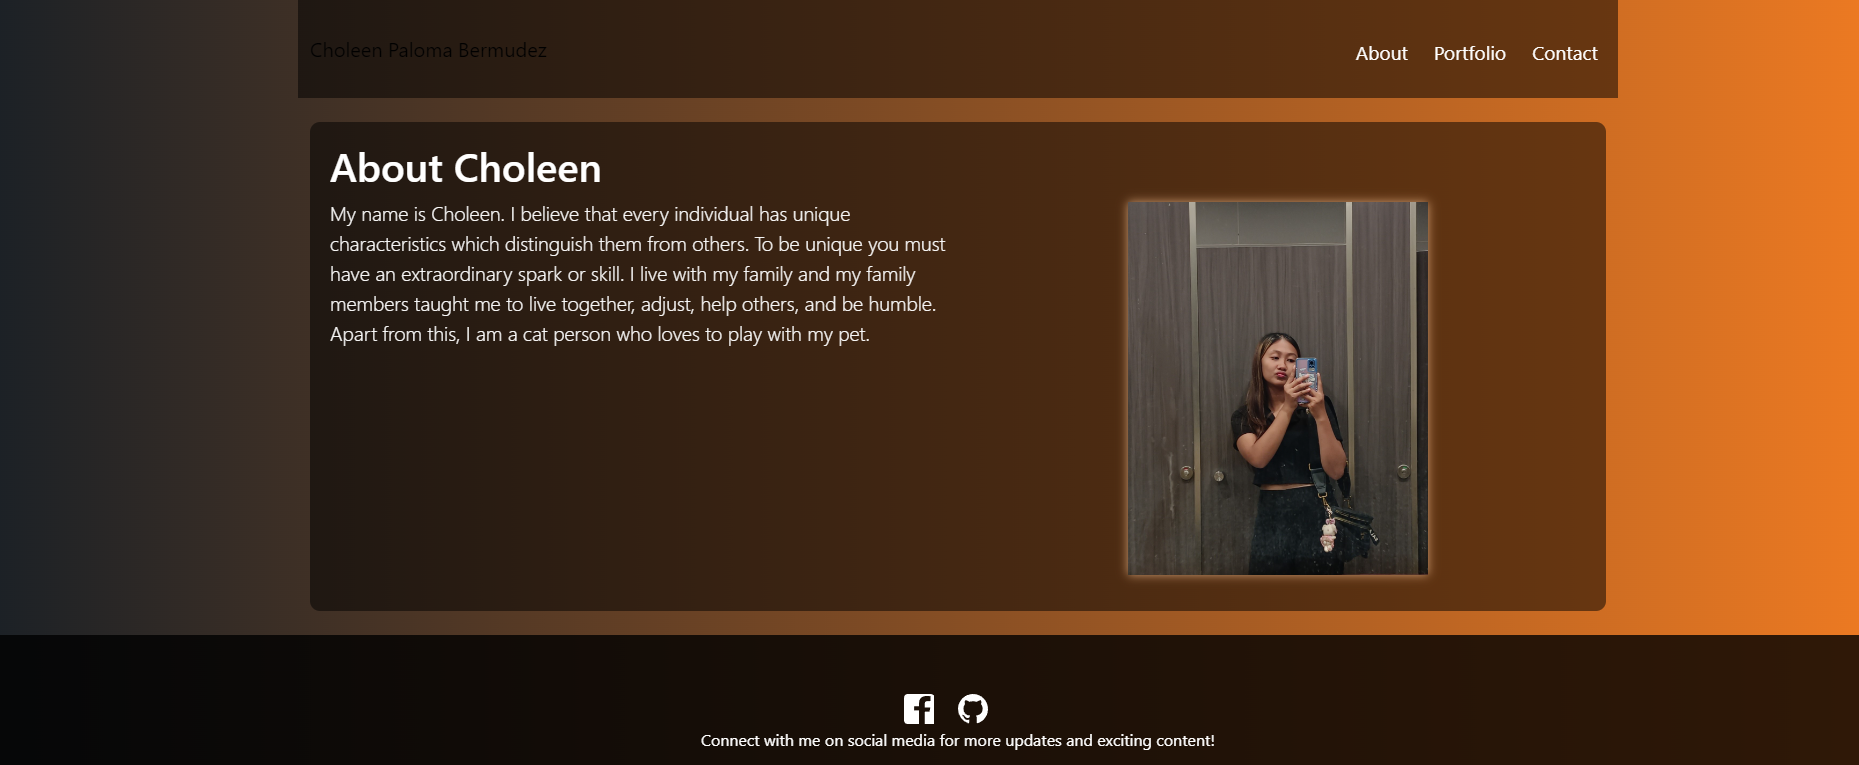 Choleen Paloma Bermudez
About Portfolio Contact
About Choleen
My name is Choleen. I believe that every individual has unique
characteristics which distinguish them from others. To be unique you must
have an extraordinary spark or skill. I live with my family and my family
members taught me to live together, adjust, help others, and be humble.
Apart from this, I am a cat person who loves to play with my pet.
Connect with me on social media for more updates and exciting content!